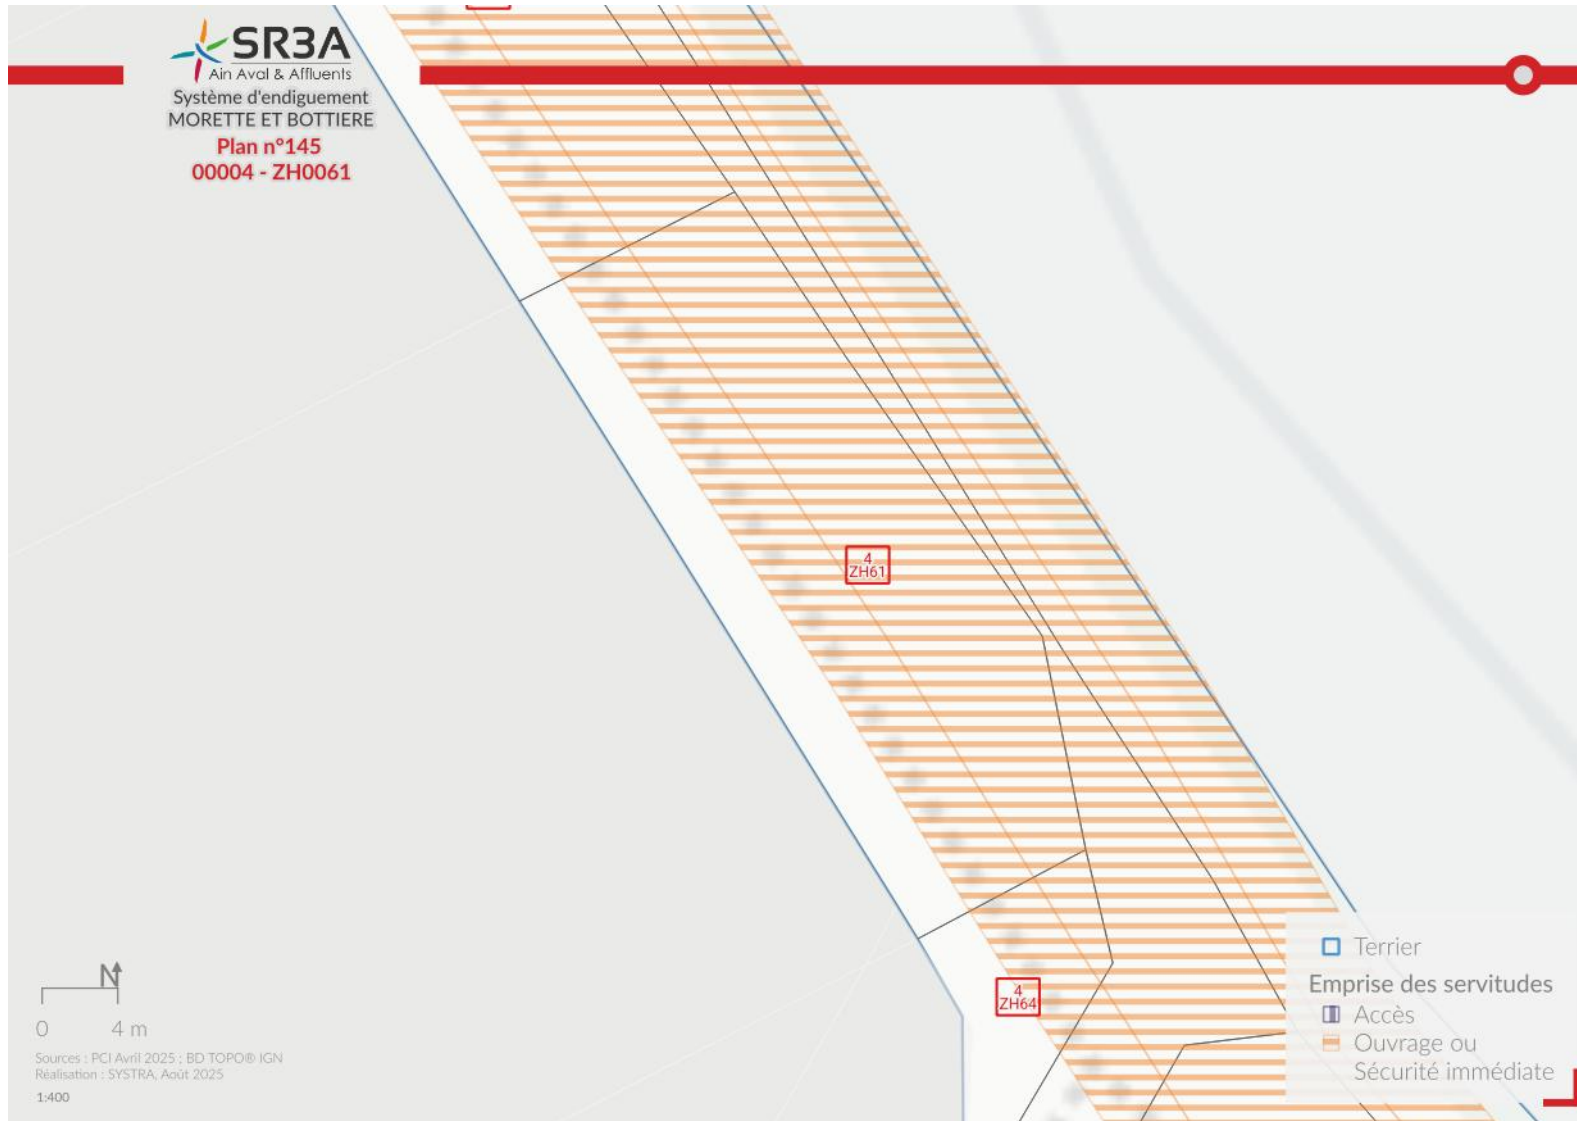 SR3A
Ain Aval & Affluents
Système d'endiguement
MORETTE ET BOTTIERE
Plan n°145
00004 - ZH0061
4
ZH61
4
ZH64
N
0 4 m
Sources : PCI Avril 2025 ; BD TOPO® IGN
Réalisation : SYSTRA, Août 2025
1:400
Terrier
Emprise des servitudes
Accès
Ouvrage ou
Sécurité immédiate